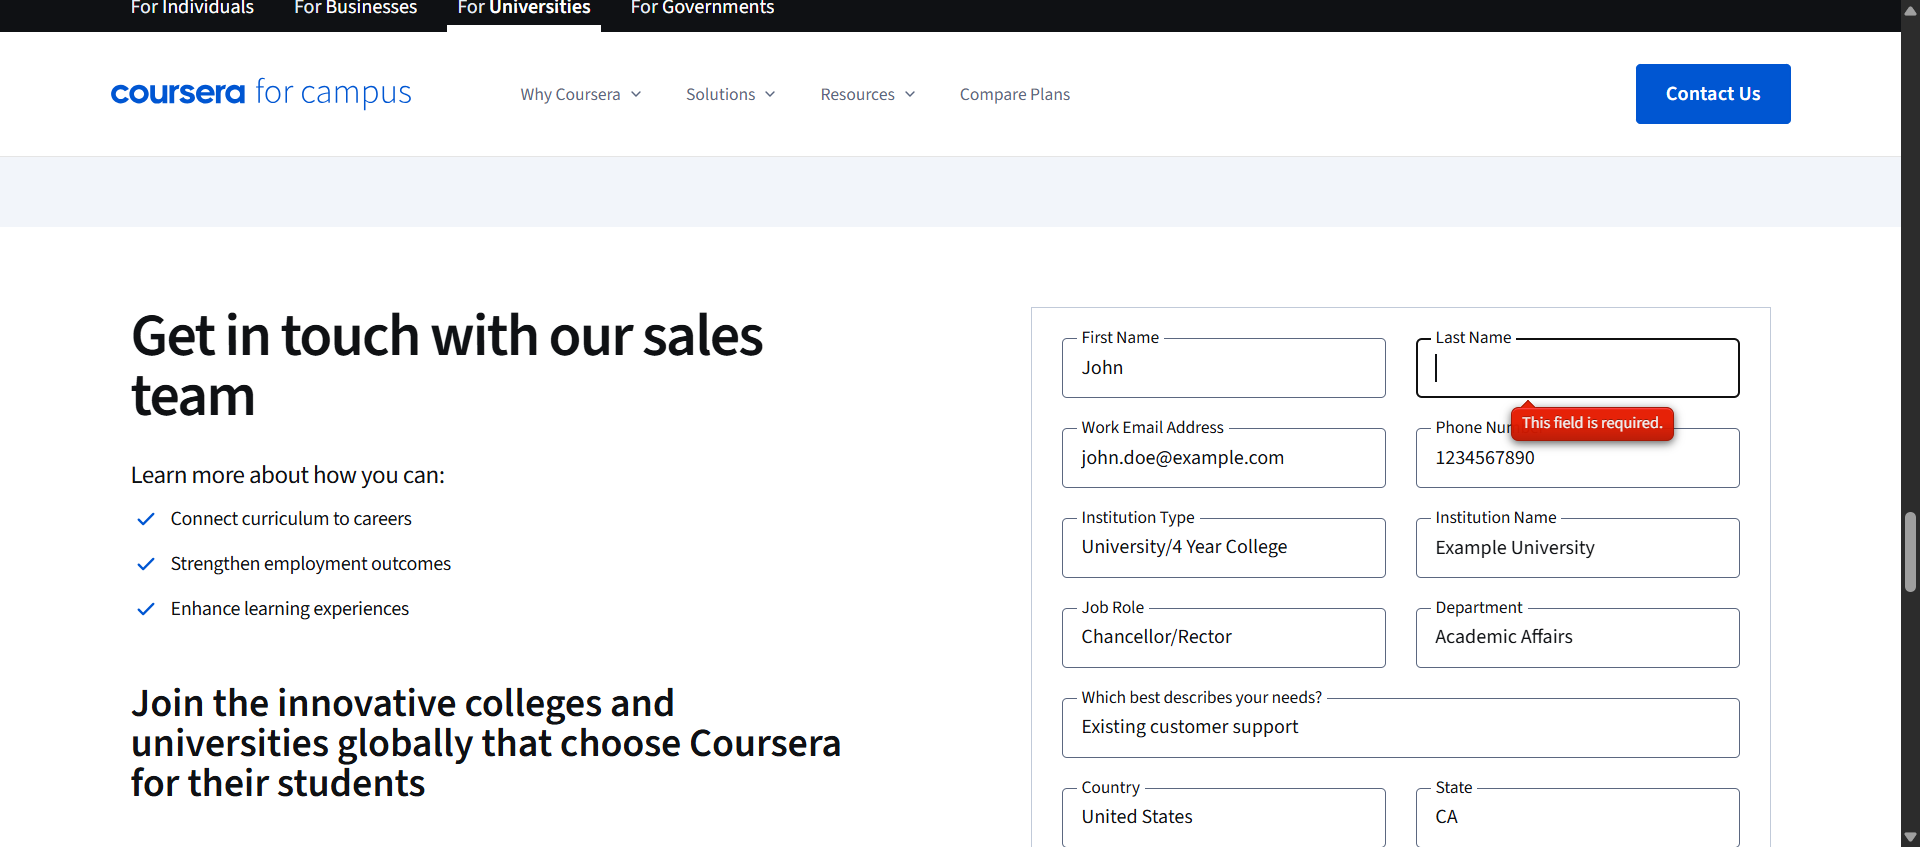 For Individuals For Businesses For Universities For Governments
coursera for campus Why Coursera Solutions Resources Compare Plans Contact Us
Get in touch with our sales
team
Learn more about how you can:
Connect curriculum to careers
Strengthen employment outcomes
Enhance learning experiences
Join the innovative colleges and
universities globally that choose Coursera
for their students
First Name Last Name
John
This field is required.
Work Email Address Phone
john.doe@example.com 1234567890
Institution Type Institution Name
University/4 Year College Example University
Job Role Department
Chancellor/Rector Academic Affairs
Which best describes your needs?
Existing customer support
Country State
United States CA